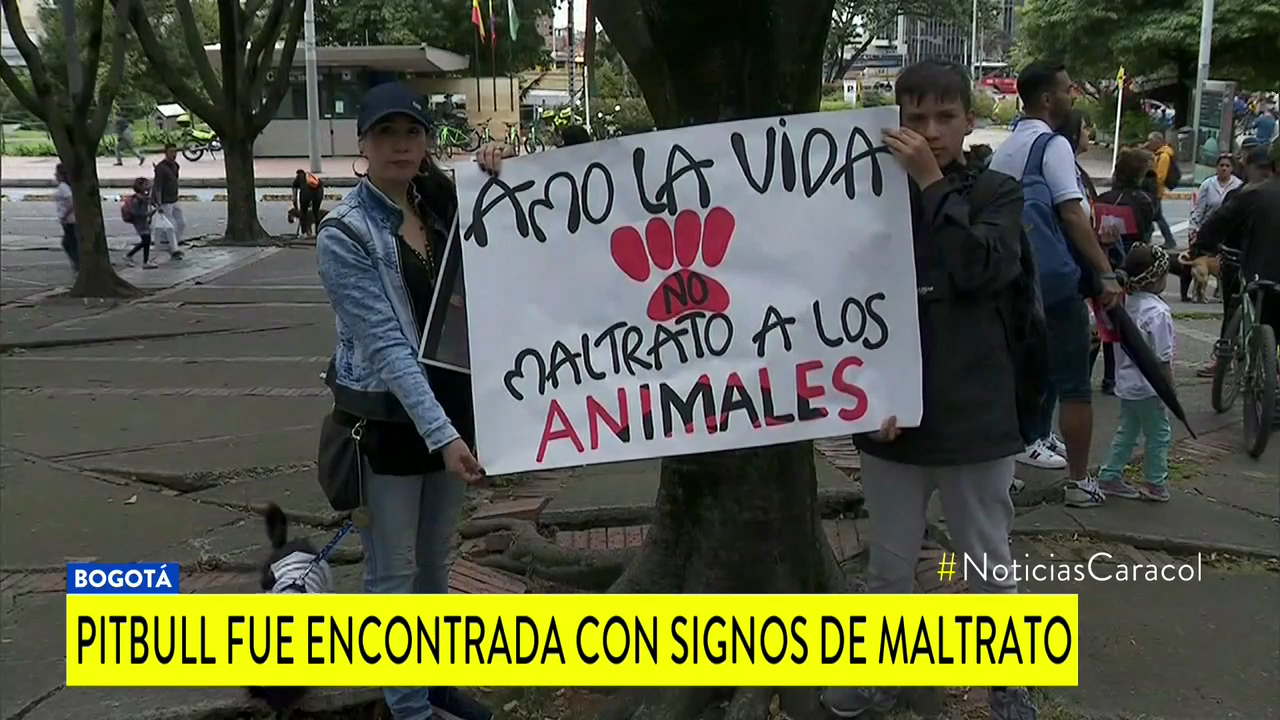 AMO LA VIDA
NO
MALTRATO A LOS
ANIMALES
#NoticiasCaracol
BOGOTÁ
PITBULL FUE ENCONTRADA CON SIGNOS DE MALTRATO